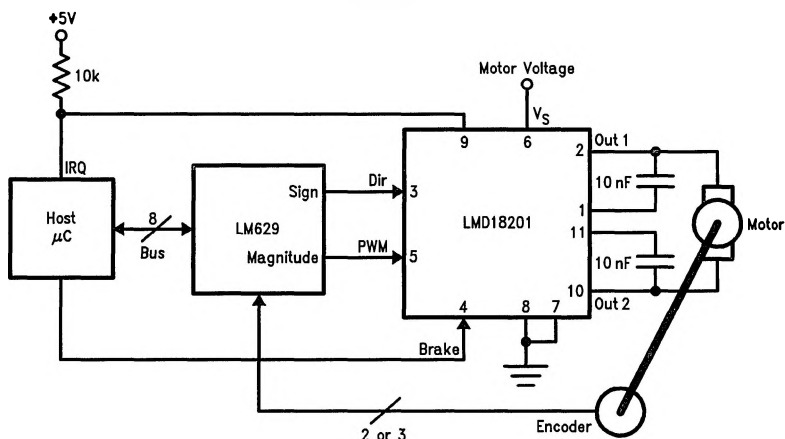 +5V
10k
Motor Voltage
V_S
9
6
2
Out 1
IRQ
Host
μC
8
Bus
LM629
Sign
Dir
3
LMD18201
10 nF
1
Motor
Magnitude
PWM
5
11
10 nF
10
Out 2
4
8
7
Brake
Encoder
2 or 3